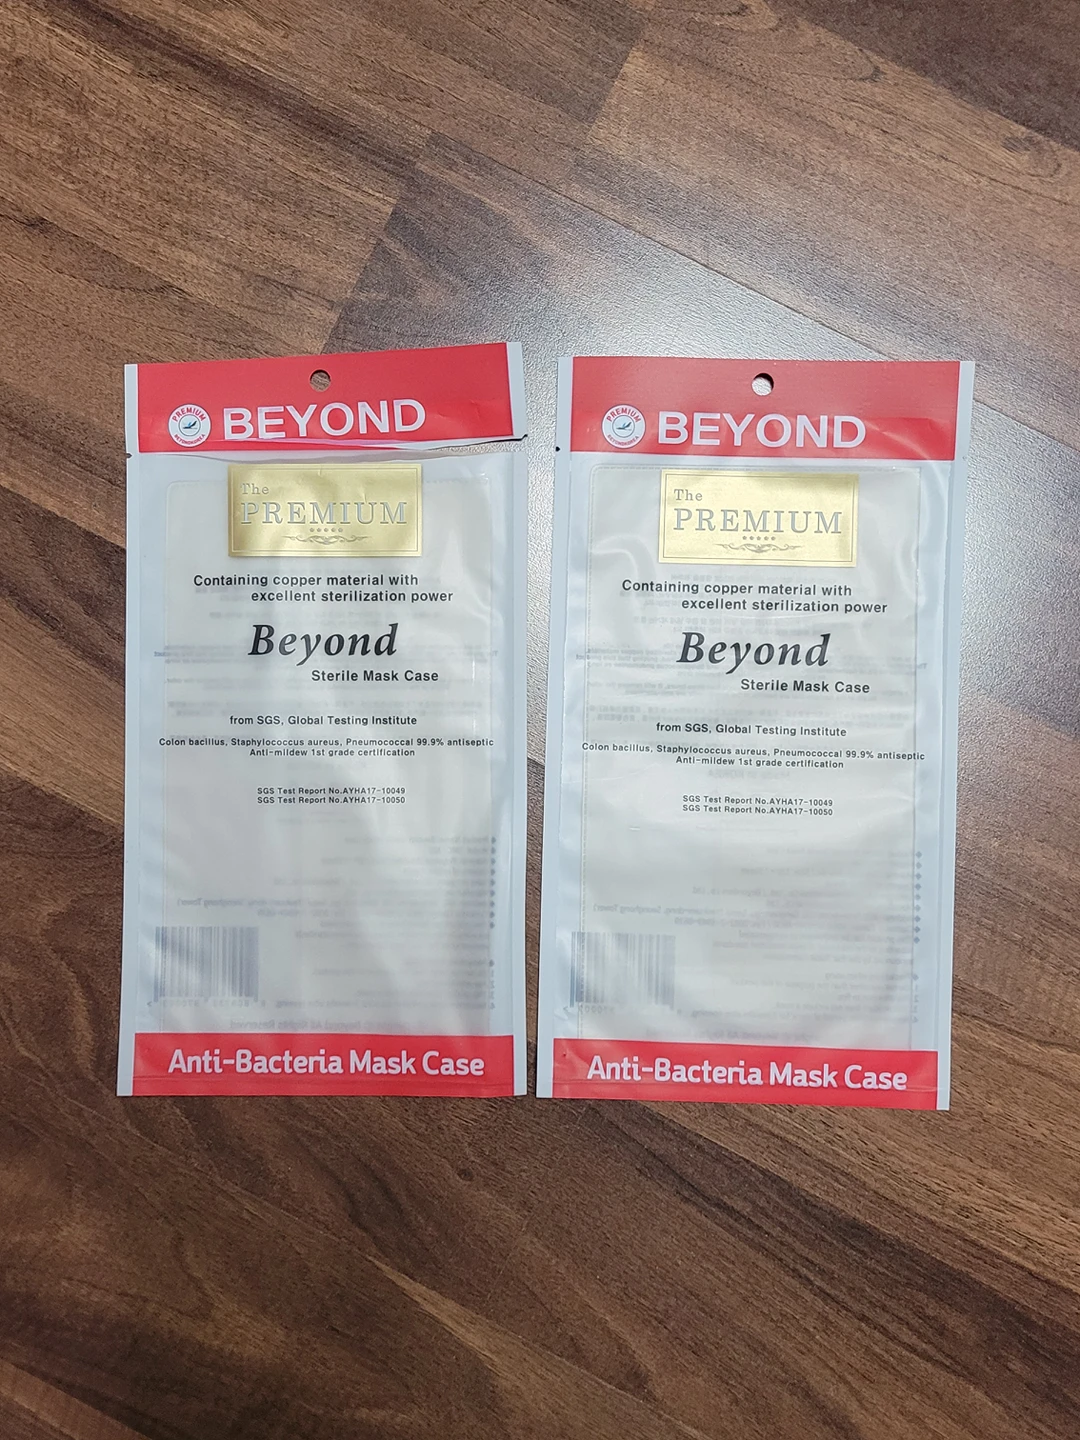 PREMIUM
BEYOND
The
PREMIUM
Containing copper material with
excellent sterilization power
Beyond
Sterile Mask Case
from SGS, Global Testing Institute
Colon bacillus, Staphylococcus aureus, Pneumococcal 99.9% antiseptic
Anti-mildew 1st grade certification
SGS Test Report No.AYHA17-10049
SGS Test Report No.AYHA17-10050
Anti-Bacteria Mask Case
PREMIUM
BEYOND
The
PREMIUM
Containing copper material with
excellent sterilization power
Beyond
Sterile Mask Case
from SGS, Global Testing Institute
Colon bacillus, Staphylococcus aureus, Pneumococcal 99.9% antiseptic
Anti-mildew 1st grade certification
SGS Test Report No.AYHA17-10049
SGS Test Report No.AYHA17-10050
Anti-Bacteria Mask Case